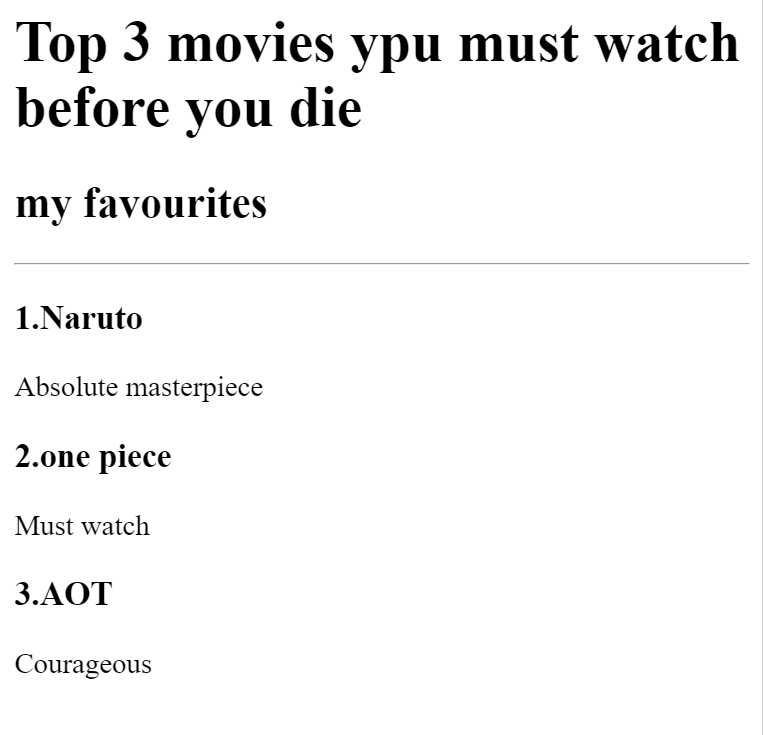 Top 3 movies ypu must watch
before you die
my favourites
1.Naruto
Absolute masterpiece
2.one piece
Must watch
3.AOT
Courageous